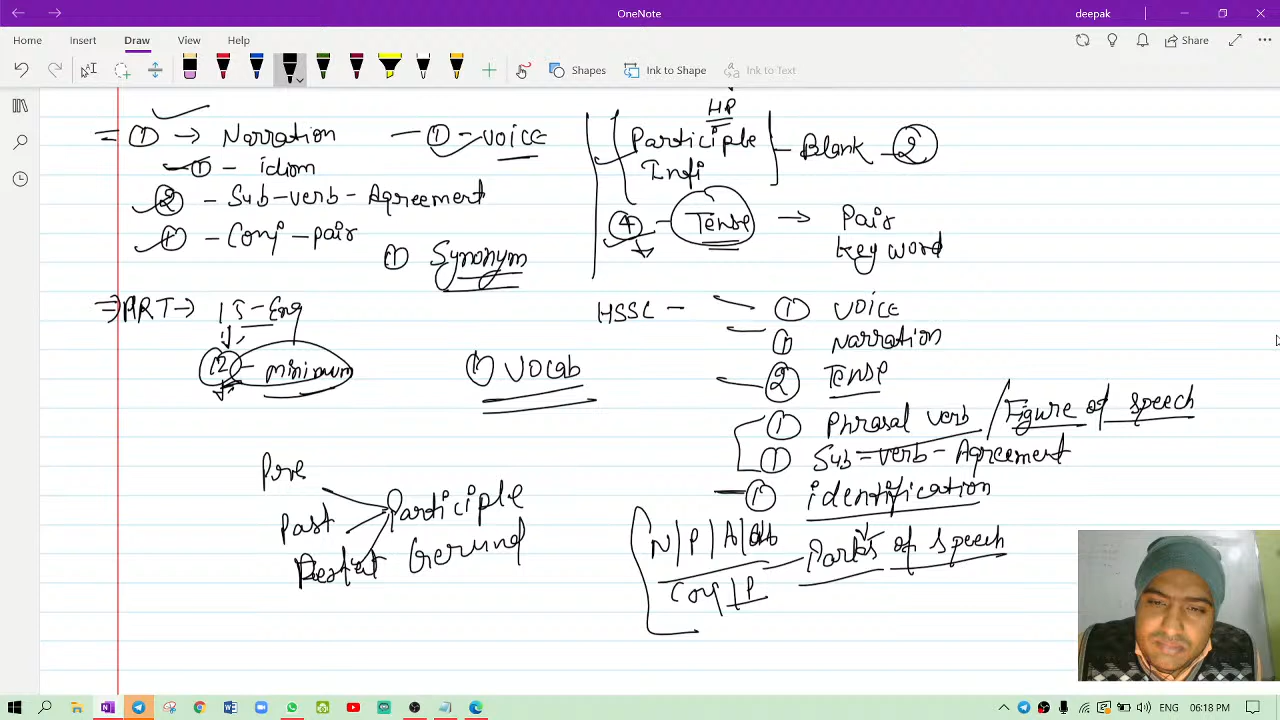 OneNote
deepak
Home Insert Draw View Help
Share
Shapes
Ink to Shape
Ink to Text
= ① → Narration
— ① - voice
① - idiom
② - Sub-verb-Agreement
① - Conj - pair
① Synonym
HP
Participle
Infi
Blank - ②
④ - Tense → Pair
Key word
⇒ PRT → 15 - Eng
12 - minimum
① Vocab
HSSC - ① Voice
① Narration
② Tense
① Phrasal verb / Figure of speech
① Sub-verb-Agreement
① identification
Parts of speech
N|P|A|
Conj|P
Pre
Past
Participle
Gerund
ENG 06:18 PM